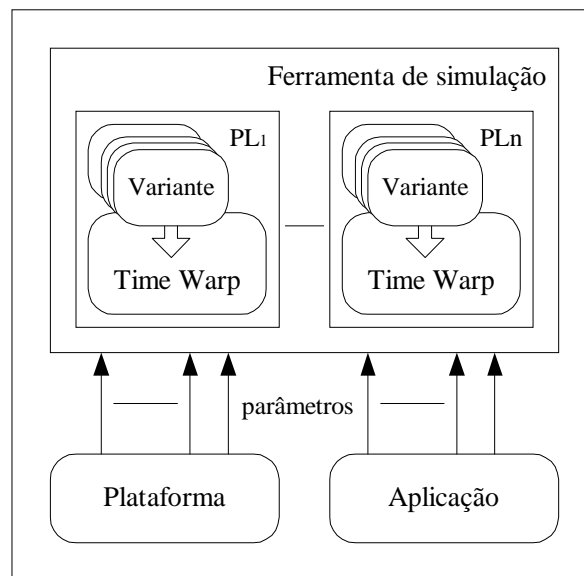 Ferramenta de simulação
PL1
PLn
Variante
Variante
Time Warp
Time Warp
parâmetros
Plataforma
Aplicação